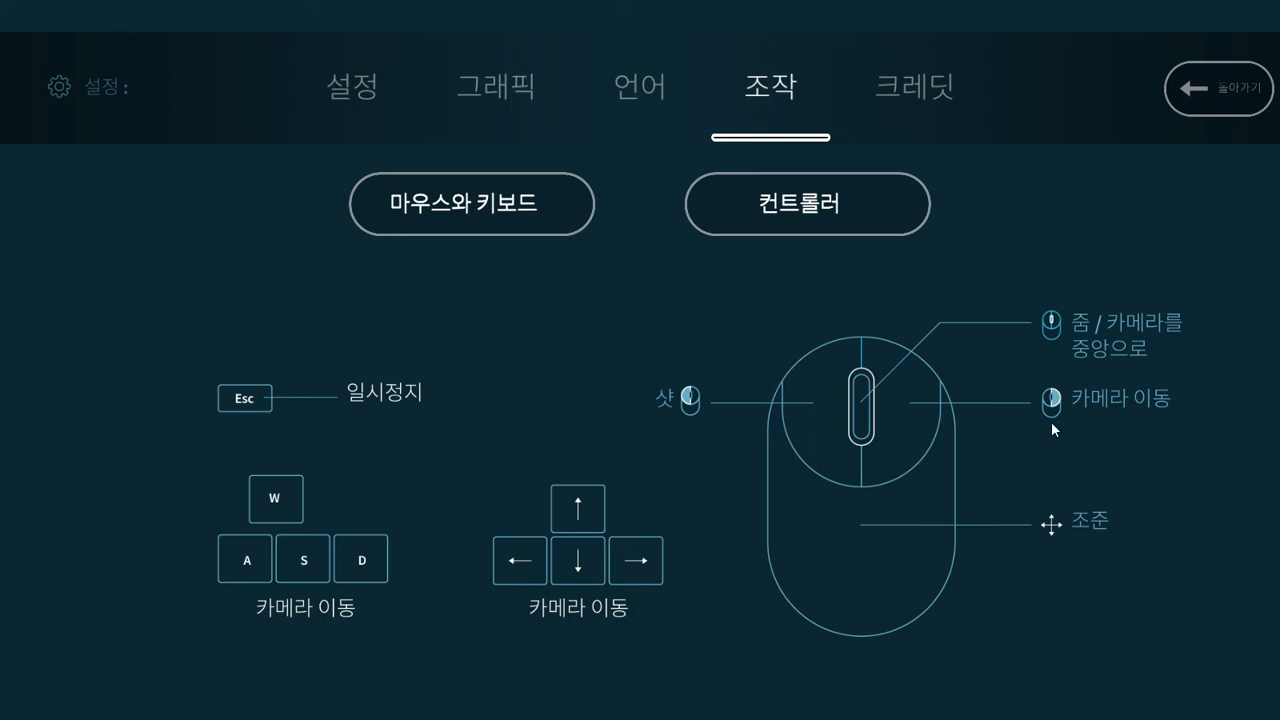 설정 :
설정
그래픽
언어
조작
크레딧
돌아가기
마우스와 키보드
컨트롤러
줌 / 카메라를
중앙으로
Esc
일시정지
샷
카메라 이동
W
A
S
D
조준
카메라 이동
카메라 이동